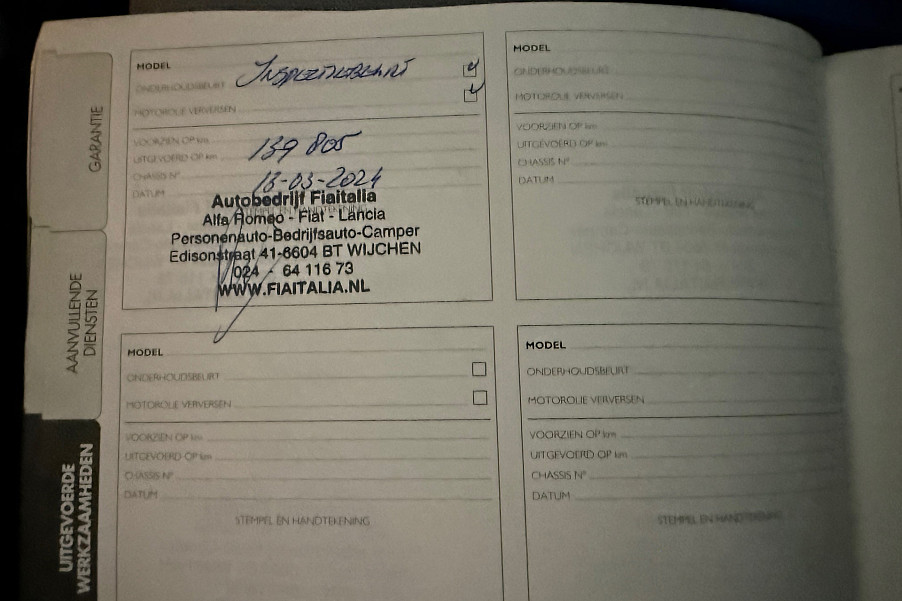 GARANTIE
AANVULLENDE
DIENSTEN
UITGEVOERDE
WERKZAAMHEDEN
MODEL
ONDERHOUDSBEURT Inspectiebeurt
MOTOROLIE VERVERSEN
VOORZIEN OP km
UITGEVOERD OP km 139 805
CHASSIS N°
DATUM 13-03-2024
STEMPEL EN HANDTEKENING
Autobedrijf Fiaitalia
Alfa Romeo - Fiat - Lancia
Personenauto-Bedrijfsauto-Camper
Edisonstraat 41-6604 BT WIJCHEN
024 - 64 116 73
WWW.FIAITALIA.NL
MODEL
ONDERHOUDSBEURT
MOTOROLIE VERVERSEN
VOORZIEN OP km
UITGEVOERD OP km
CHASSIS N°
DATUM
STEMPEL EN HANDTEKENING
MODEL
ONDERHOUDSBEURT
MOTOROLIE VERVERSEN
VOORZIEN OP km
UITGEVOERD OP km
CHASSIS N°
DATUM
STEMPEL EN HANDTEKENING
MODEL
ONDERHOUDSBEURT
MOTOROLIE VERVERSEN
VOORZIEN OP km
UITGEVOERD OP km
CHASSIS N°
DATUM
STEMPEL EN HANDTEKENING